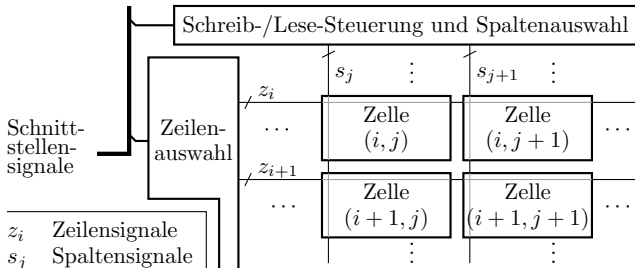 Schreib-/Lese-Steuerung und Spaltenauswahl
s_j ⋮ s_{j+1} ⋮
z_i
Schnitt-
stellen-
signale
Zeilen-
auswahl
... Zelle (i, j) Zelle (i, j + 1) ...
z_{i+1}
... Zelle (i + 1, j) Zelle (i + 1, j + 1) ...
⋮ ⋮
z_i Zeilensignale
s_j Spaltensignale